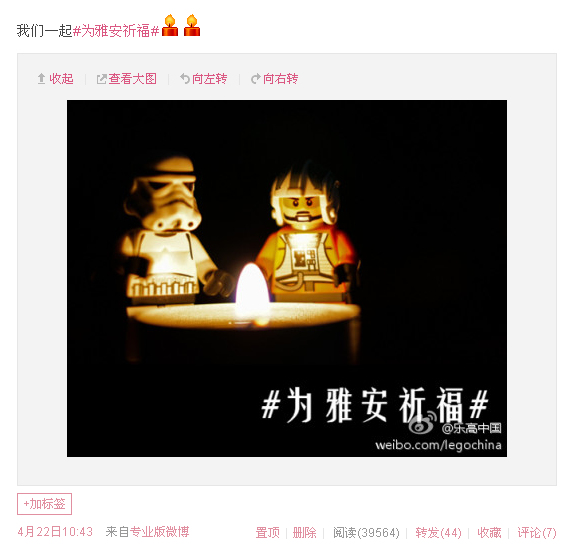 我们一起#为雅安祈福#
收起 | 查看大图 | 向左转 | 向右转
#为雅安祈福#
@乐高中国
weibo.com/legochina
+加标签
4月22日10:43 来自专业版微博 置顶 | 删除 | 阅读(39564) | 转发(44) | 收藏 | 评论(7)